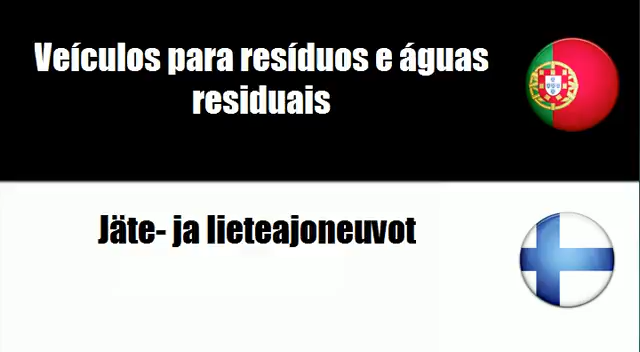 Veículos para resíduos e águas
residuais
Jäte- ja lieteajoneuvot